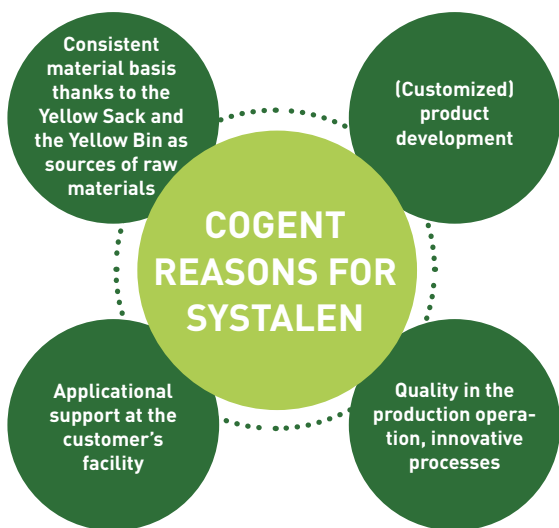 Consistent
material basis
thanks to the
Yellow Sack and
the Yellow Bin as
sources of raw
materials
(Customized)
product
development
COGENT
REASONS FOR
SYSTALEN
Applicational
support at the
customer's
facility
Quality in the
production opera-
tion, innovative
processes